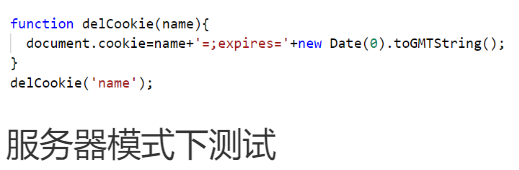 function delCookie(name){
  document.cookie=name+'=;expires='+new Date(0).toGMTString();
}
delCookie('name');
服务器模式下测试